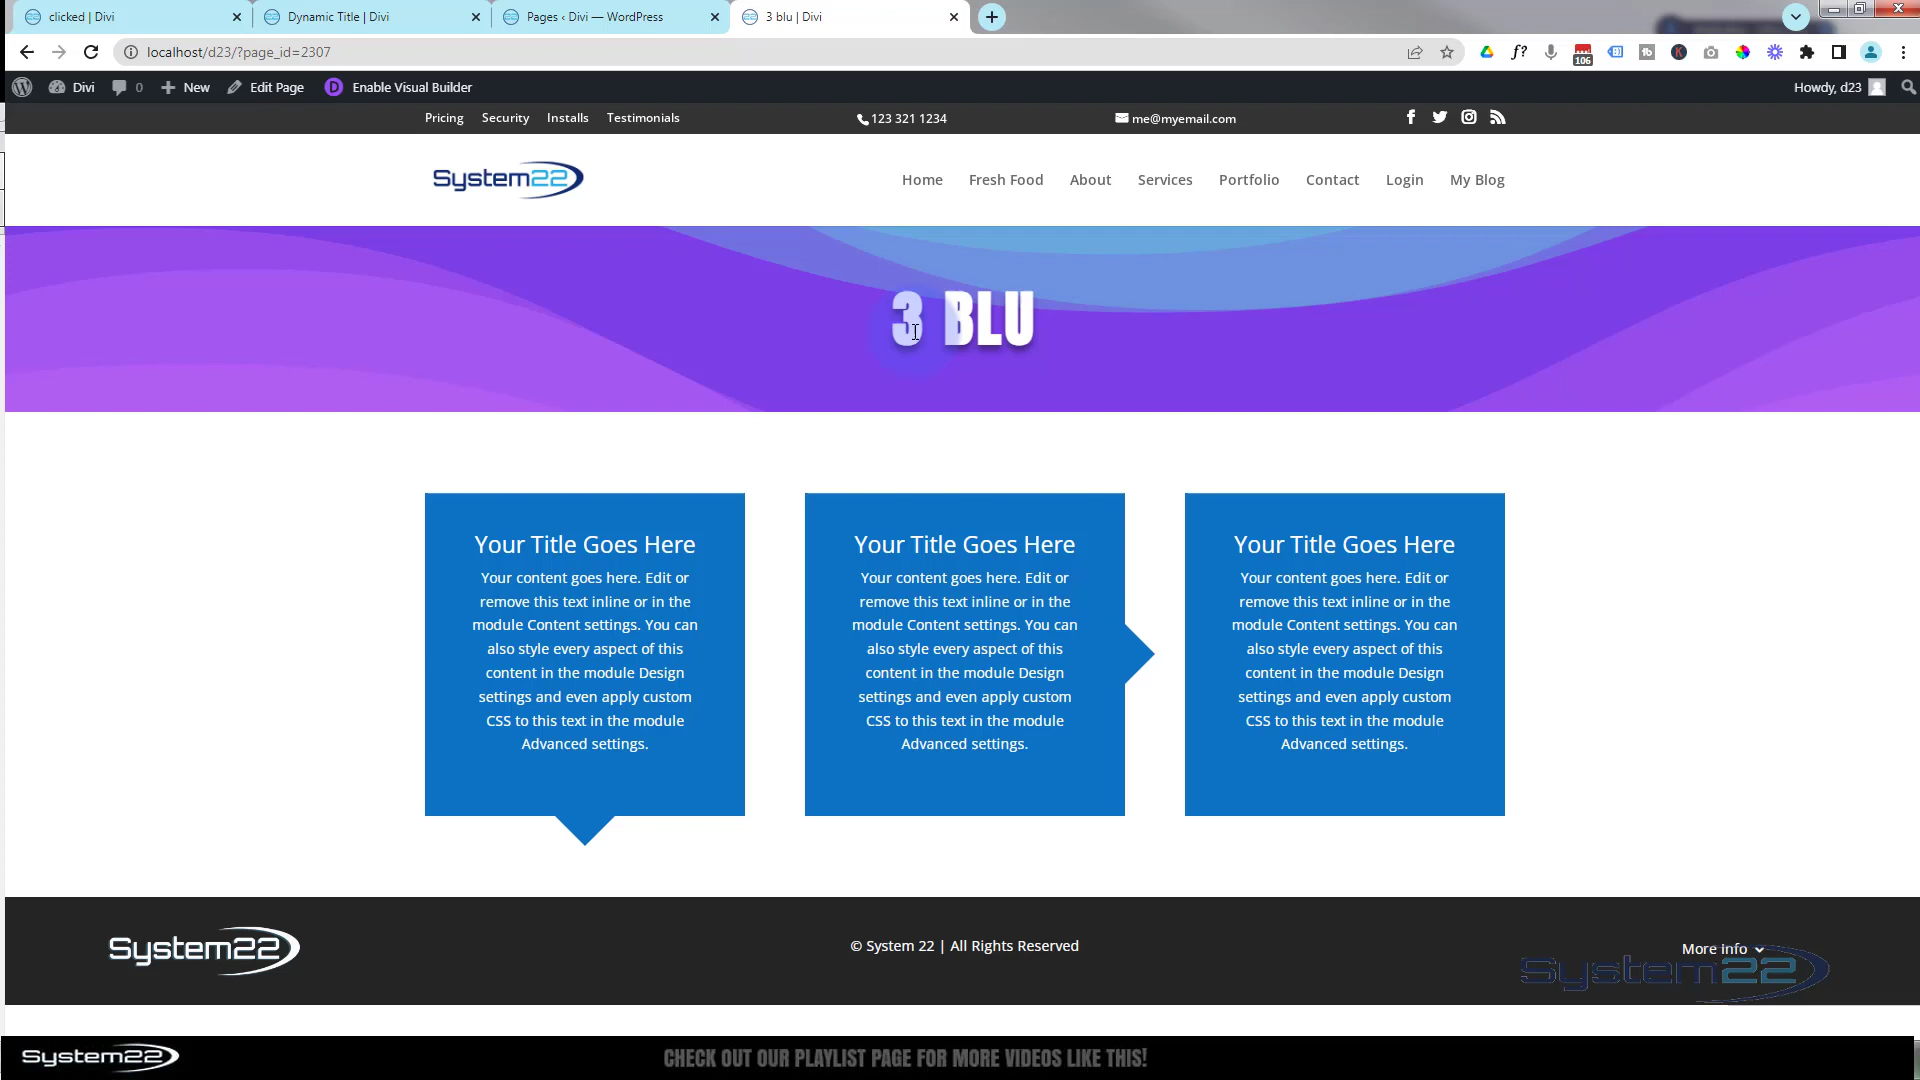 clicked | Divi
Dynamic Title | Divi
Pages ‹ Divi — WordPress
3 blu | Divi
localhost/d23/?page_id=2307
106
Divi
0
New
Edit Page
Enable Visual Builder
Howdy, d23
Pricing
Security
Installs
Testimonials
123 321 1234
me@myemail.com
System22
Home
Fresh Food
About
Services
Portfolio
Contact
Login
My Blog
3 BLU
Your Title Goes Here
Your content goes here. Edit or
remove this text inline or in the
module Content settings. You can
also style every aspect of this
content in the module Design
settings and even apply custom
CSS to this text in the module
Advanced settings.
Your Title Goes Here
Your content goes here. Edit or
remove this text inline or in the
module Content settings. You can
also style every aspect of this
content in the module Design
settings and even apply custom
CSS to this text in the module
Advanced settings.
Your Title Goes Here
Your content goes here. Edit or
remove this text inline or in the
module Content settings. You can
also style every aspect of this
content in the module Design
settings and even apply custom
CSS to this text in the module
Advanced settings.
System22
© System 22 | All Rights Reserved
More Info
System22
System22
CHECK OUT OUR PLAYLIST PAGE FOR MORE VIDEOS LIKE THIS!